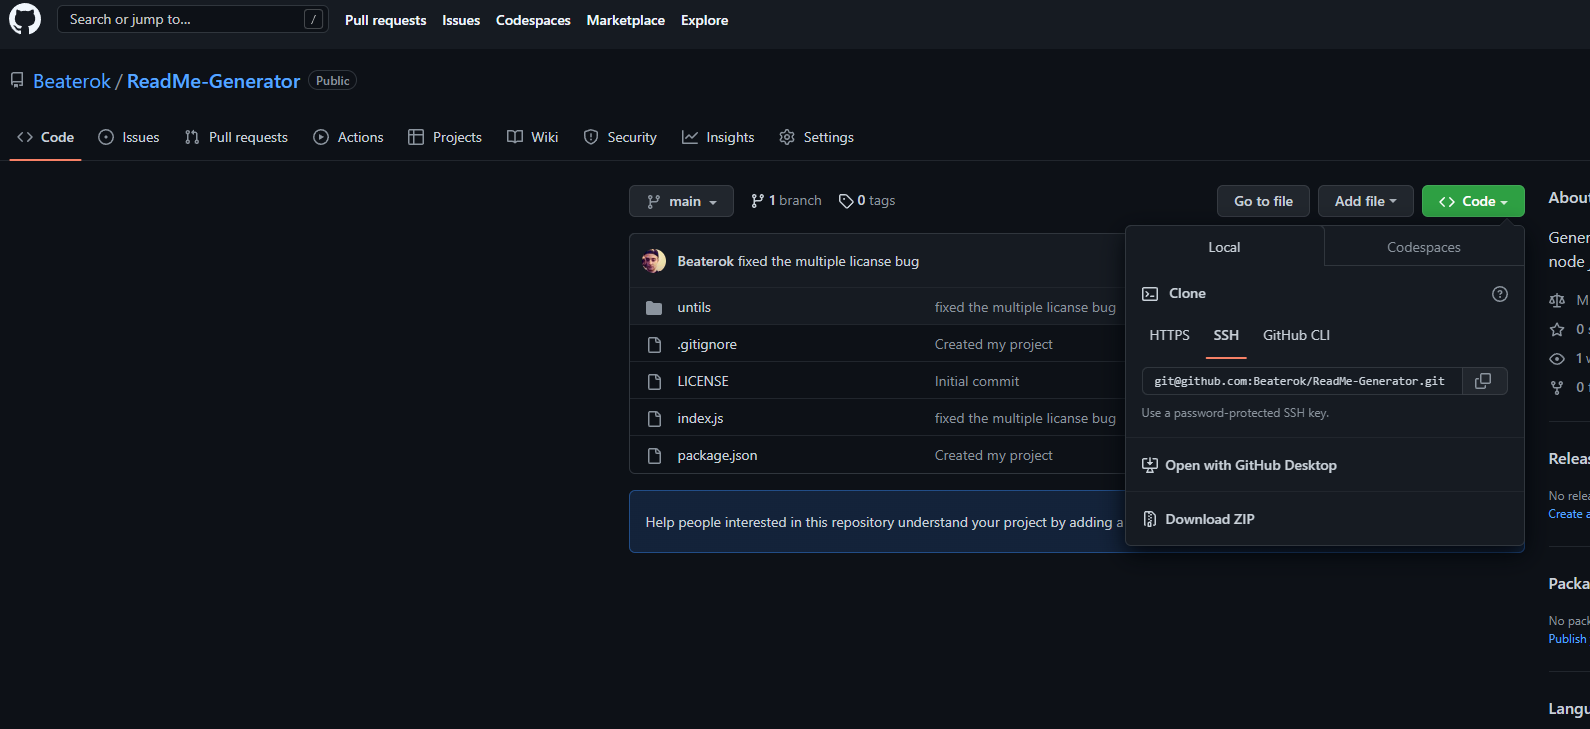 Search or jump to... /
Pull requests Issues Codespaces Marketplace Explore
Beaterok / ReadMe-Generator Public
Code Issues Pull requests Actions Projects Wiki Security Insights Settings
main 1 branch 0 tags Go to file Add file Code
Beaterok fixed the multiple licanse bug
untils fixed the multiple licanse bug
.gitignore Created my project
LICENSE Initial commit
index.js fixed the multiple licanse bug
package.json Created my project
Help people interested in this repository understand your project by adding a
Local Codespaces
Clone
HTTPS SSH GitHub CLI
git@github.com:Beaterok/ReadMe-Generator.git
Use a password-protected SSH key.
Open with GitHub Desktop
Download ZIP
About
Gener
node
M
0 s
1 w
0
Releas
No relea
Create a
Packa
No pack
Publish
Langu